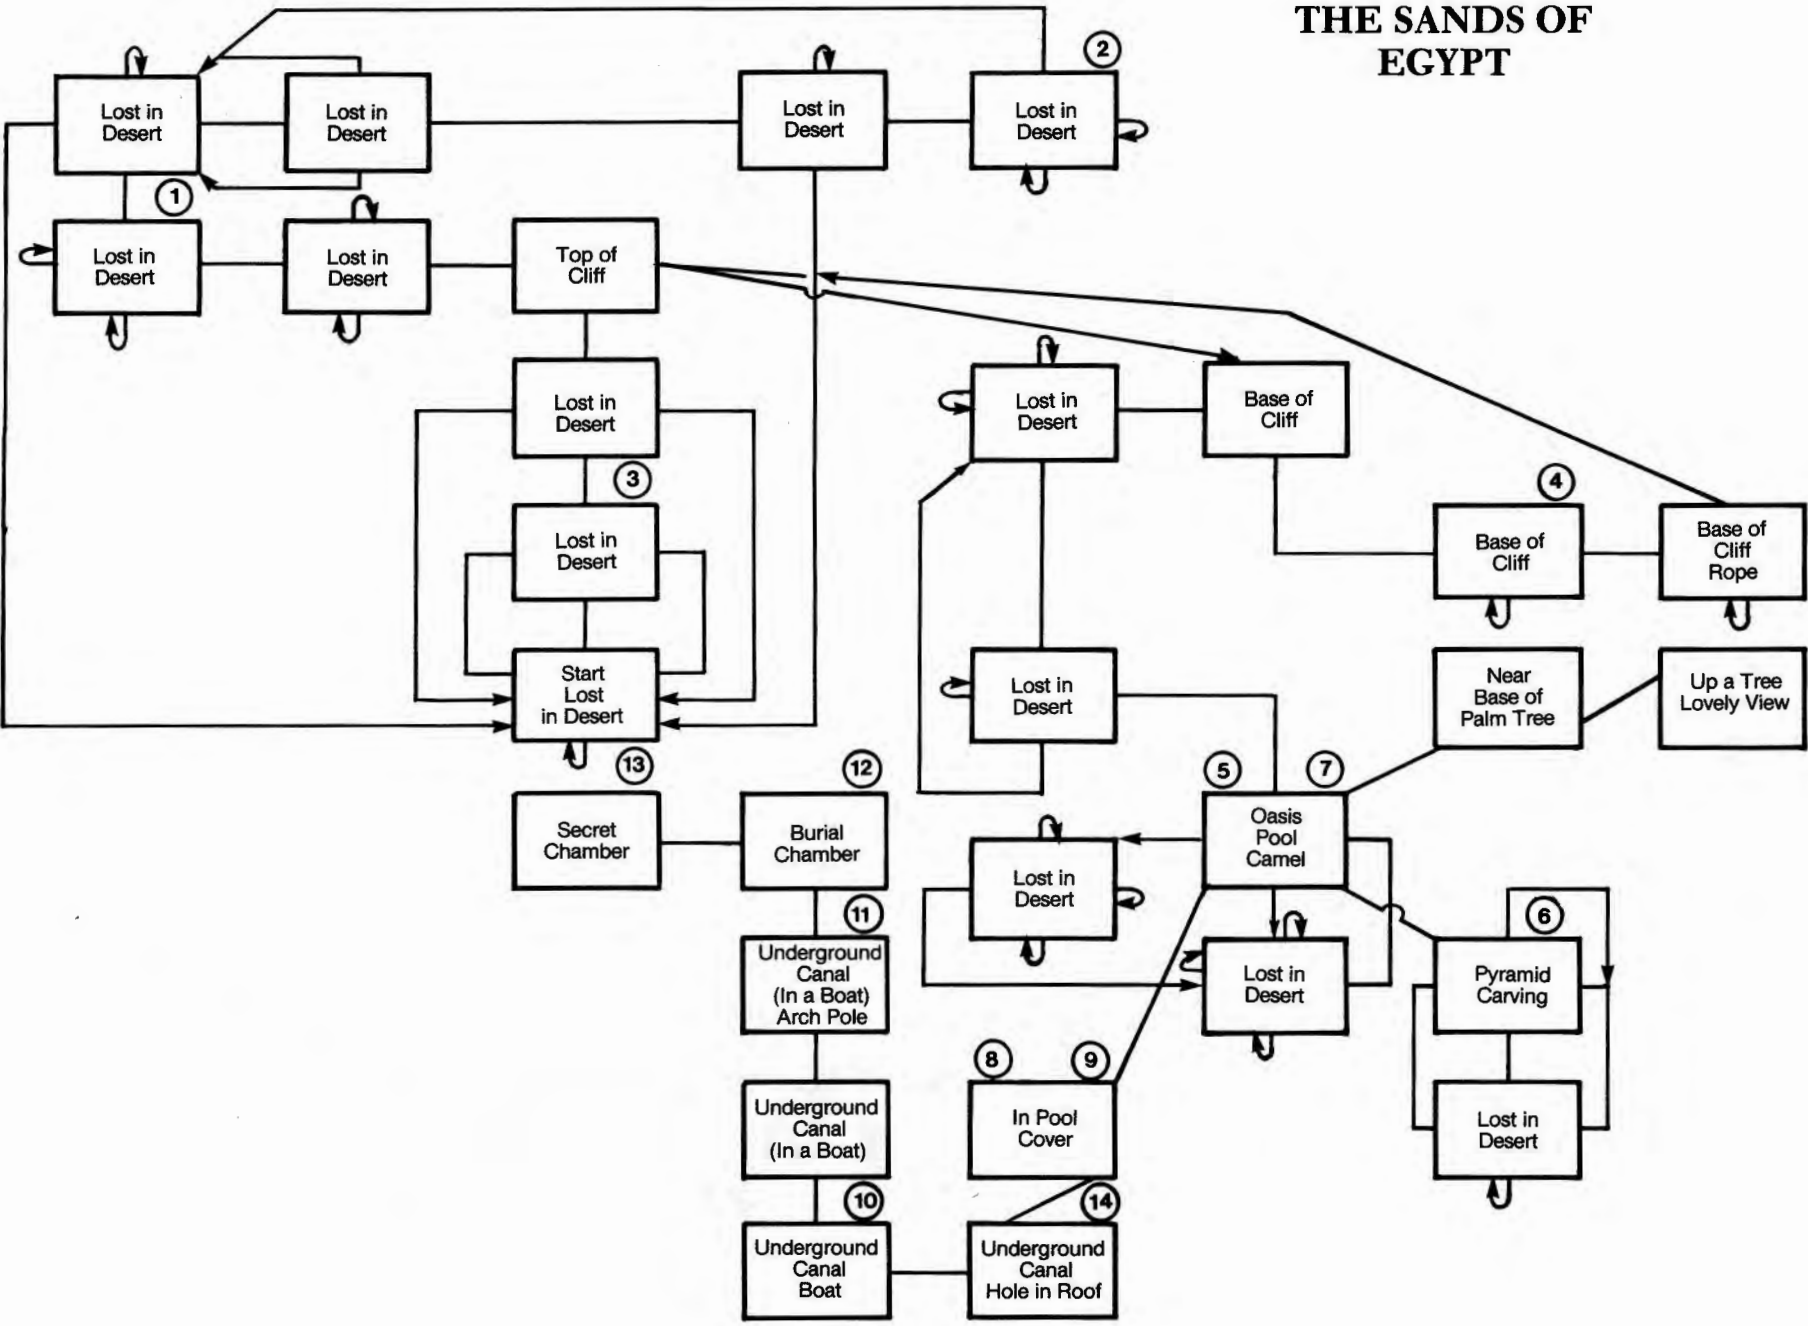 THE SANDS OF
EGYPT
2
Lost in
Desert
Lost in
Desert
Lost in
Desert
Lost in
Desert
1
Lost in
Desert
Lost in
Desert
Top of
Cliff
Lost in
Desert
Lost in
Desert
Base of
Cliff
3
4
Lost in
Desert
Base of
Cliff
Base of
Cliff
Rope
Start
Lost
in Desert
Lost in
Desert
Near
Base of
Palm Tree
Up a Tree
Lovely View
13
12
5
7
Secret
Chamber
Burial
Chamber
Lost in
Desert
Oasis
Pool
Camel
11
6
Underground
Canal
(In a Boat)
Arch Pole
Lost in
Desert
Pyramid
Carving
8
9
Underground
Canal
(In a Boat)
In Pool
Cover
Lost in
Desert
10
14
Underground
Canal
Boat
Underground
Canal
Hole in Roof